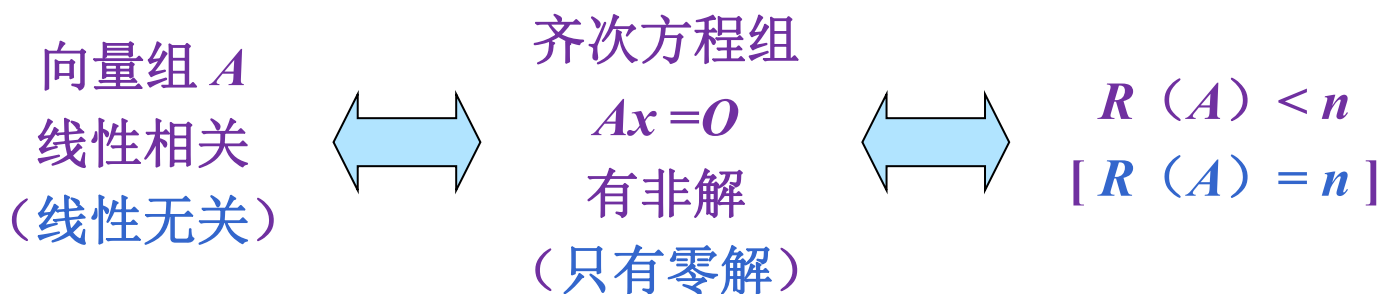 向量组 A
线性相关
（线性无关）
齐次方程组
Ax =O
有非解
（只有零解）
R（A）< n
[ R（A）= n ]